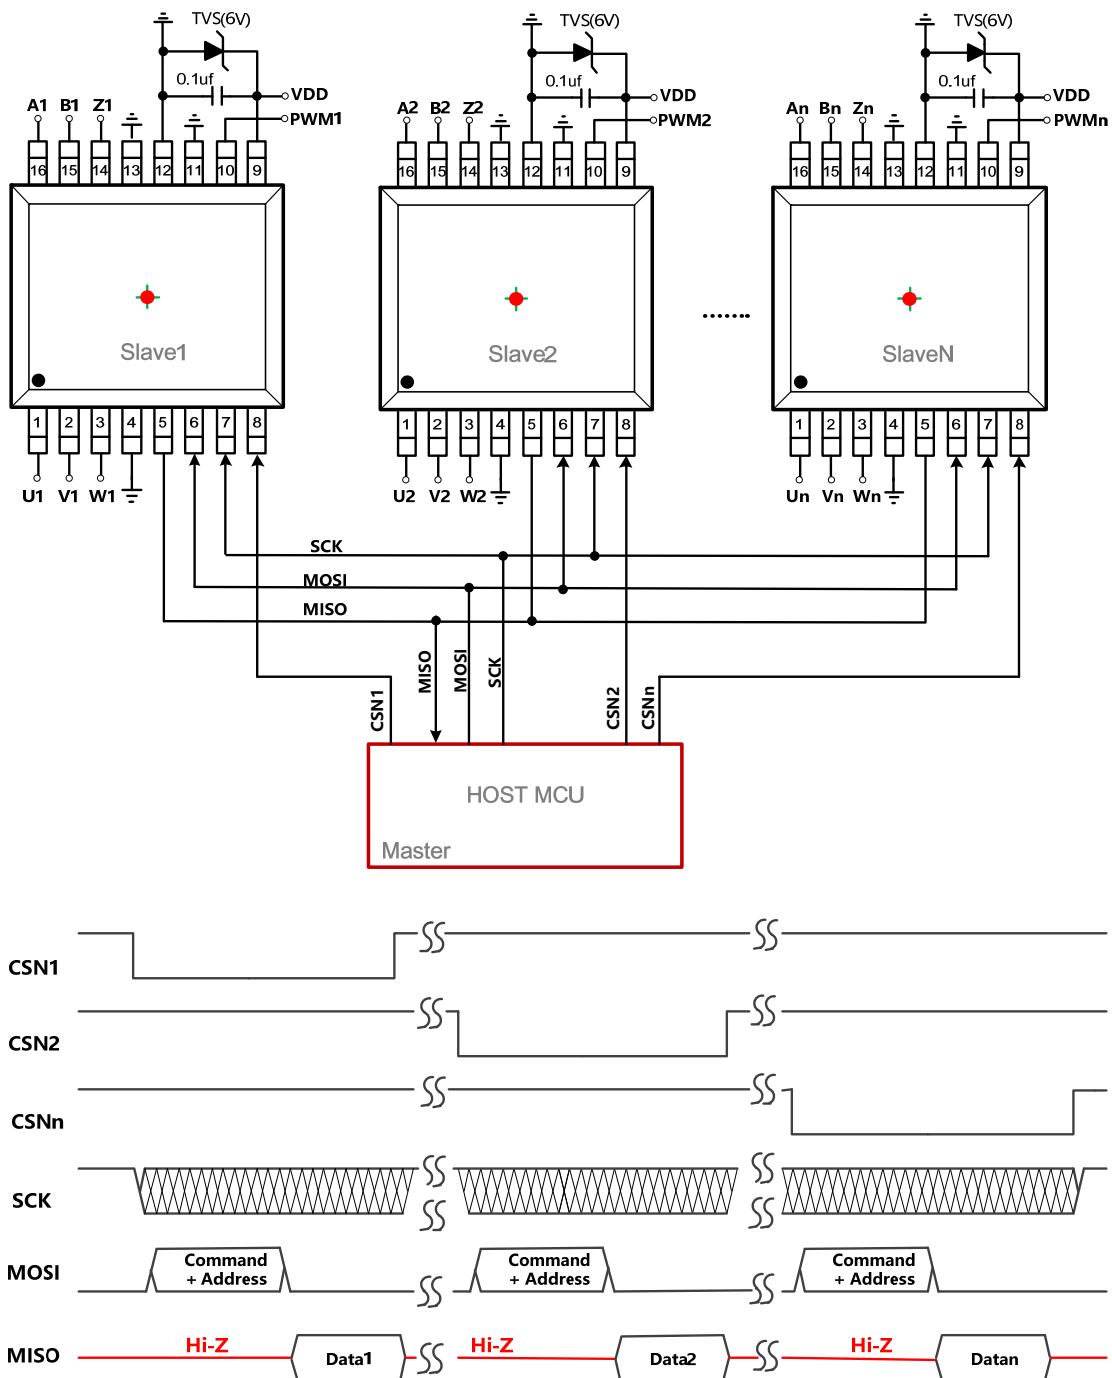 TVS(6V) TVS(6V) TVS(6V)
0.1uf 0.1uf 0.1uf
VDD VDD VDD
A1 B1 Z1 PWM1 A2 B2 Z2 PWM2 An Bn Zn PWMn
16 15 14 13 12 11 10 9 16 15 14 13 12 11 10 9 16 15 14 13 12 11 10 9
Slave1 Slave2 ....... SlaveN
1 2 3 4 5 6 7 8 1 2 3 4 5 6 7 8 1 2 3 4 5 6 7 8
U1 V1 W1 U2 V2 W2 Un Vn Wn
SCK
MOSI
MISO
CSN1 MISO MOSI SCK CSN2 CSNn
HOST MCU
Master
CSN1
CSN2
CSNn
SCK
MOSI
Command
+ Address
Command
+ Address
Command
+ Address
MISO
Hi-Z Data1 Hi-Z Data2 Hi-Z Datan